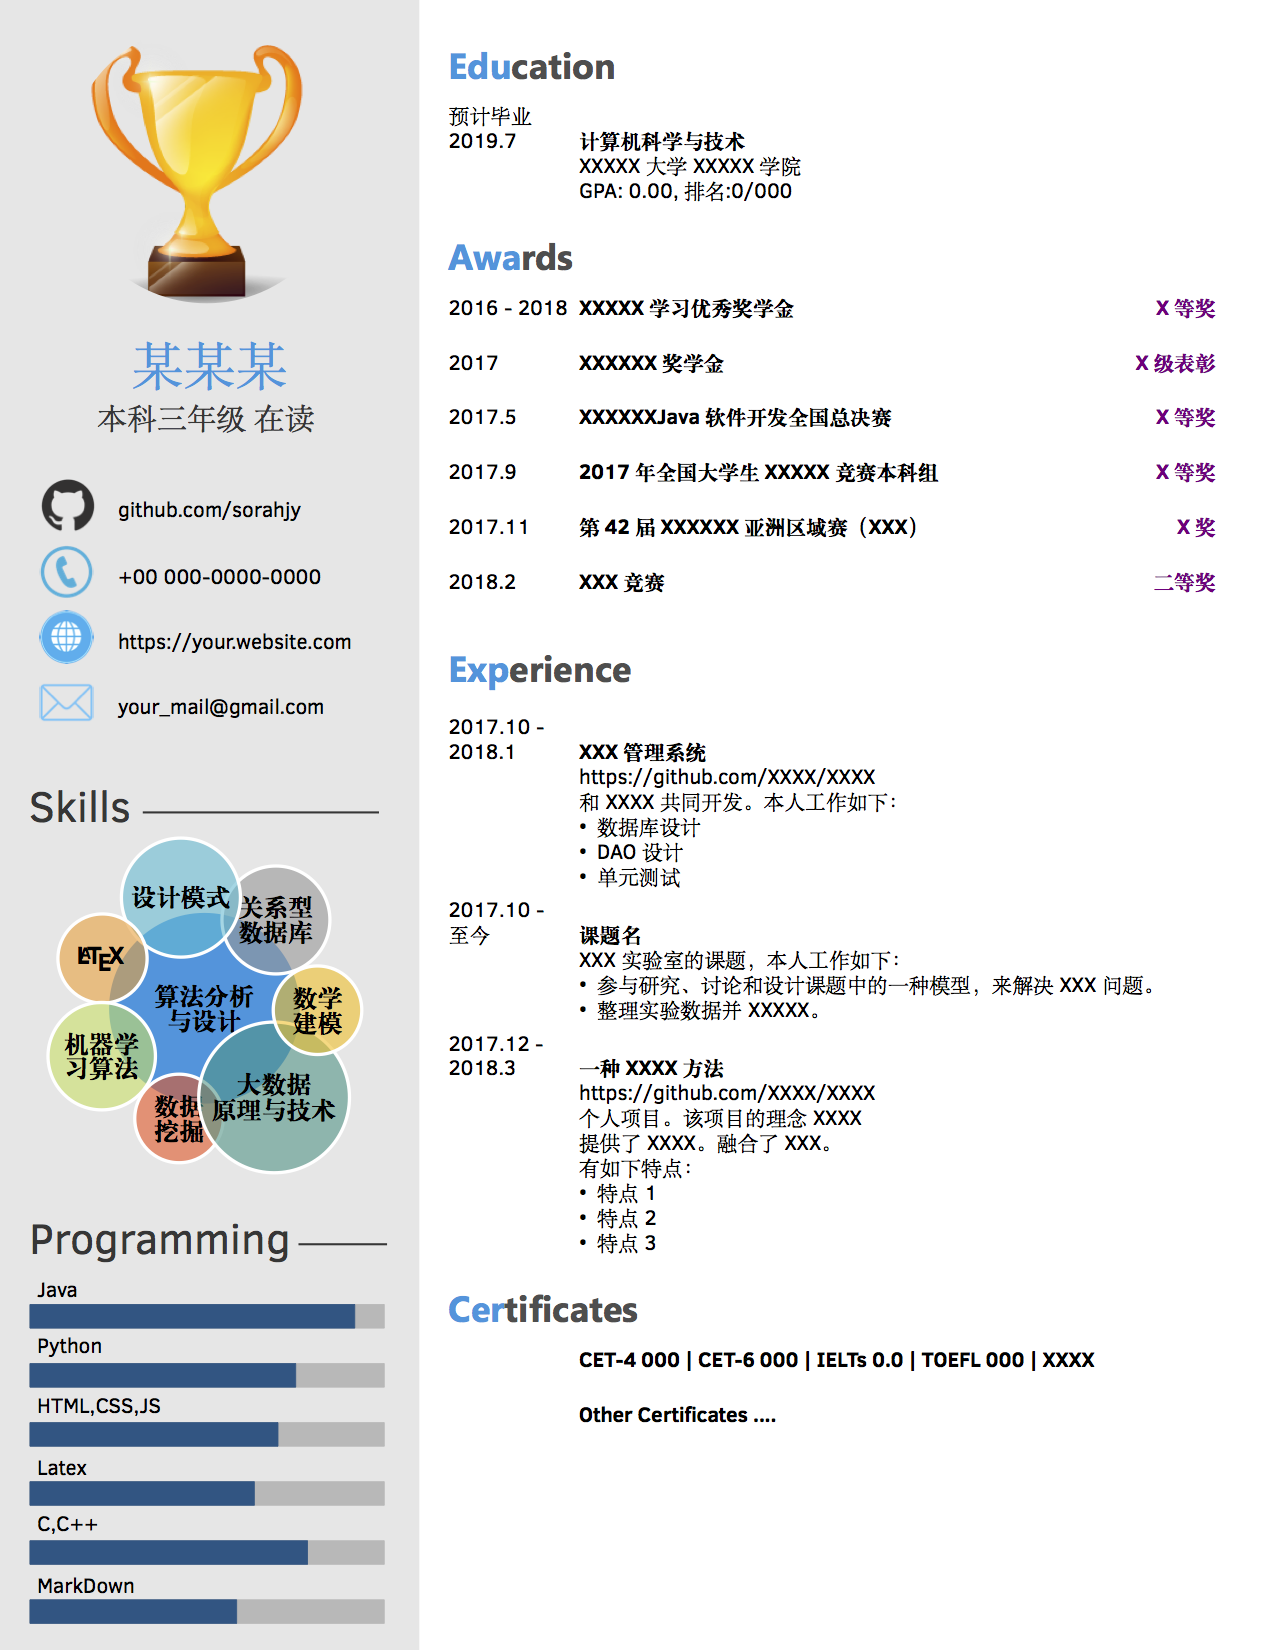 某某某
本科三年级 在读
github.com/sorahjy
+00 000-0000-0000
https://your.website.com
your_mail@gmail.com
Skills
设计模式
关系型
数据库
LATEX
算法分析
与设计
数学
建模
机器学
习算法
大数据
原理与技术
数据
挖掘
Programming
Java
Python
HTML,CSS,JS
Latex
C,C++
MarkDown
Education
预计毕业
2019.7 计算机科学与技术
XXXXX 大学 XXXXX 学院
GPA: 0.00, 排名:0/000
Awards
2016 - 2018 XXXXX 学习优秀奖学金 X 等奖
2017 XXXXXX 奖学金 X 级表彰
2017.5 XXXXXXJava 软件开发全国总决赛 X 等奖
2017.9 2017 年全国大学生 XXXXX 竞赛本科组 X 等奖
2017.11 第 42 届 XXXXXX 亚洲区域赛（XXX） X 奖
2018.2 XXX 竞赛 二等奖
Experience
2017.10 -
2018.1 XXX 管理系统
https://github.com/XXXX/XXXX
和 XXXX 共同开发。本人工作如下：
• 数据库设计
• DAO 设计
• 单元测试
2017.10 -
至今 课题名
XXX 实验室的课题，本人工作如下：
• 参与研究、讨论和设计课题中的一种模型，来解决 XXX 问题。
• 整理实验数据并 XXXXX。
2017.12 -
2018.3 一种 XXXX 方法
https://github.com/XXXX/XXXX
个人项目。该项目的理念 XXXX
提供了 XXXX。融合了 XXX。
有如下特点：
• 特点 1
• 特点 2
• 特点 3
Certificates
CET-4 000 | CET-6 000 | IELTs 0.0 | TOEFL 000 | XXXX
Other Certificates ....